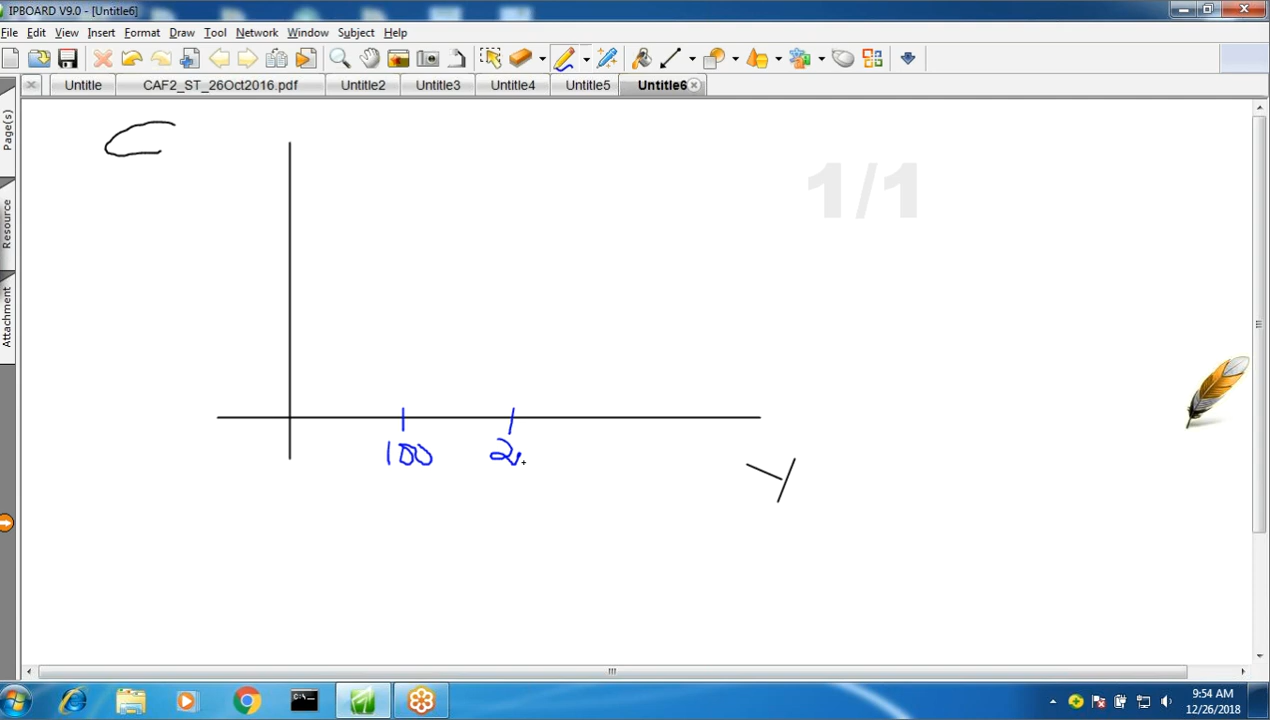 IPBOARD V9.0 - [Untitle6]
File Edit View Insert Format Draw Tool Network Window Subject Help
Untitle CAF2_ST_26Oct2016.pdf Untitle2 Untitle3 Untitle4 Untitle5 Untitle6
Page(s)
Resource
Attachment
C
1/1
100 2
Y
9:54 AM
12/26/2018